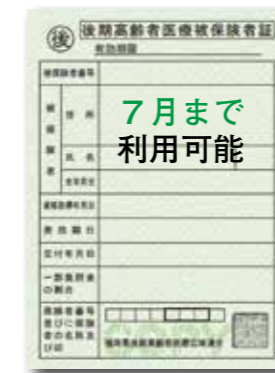 後 後期高齢者医療被保険者証
有効期限
被保険者番号
7月まで
利用可能
被保険者
住所
氏名
生年月日
資格取得年月日
発効期日
交付年月日
一部負担金
の割合
保険者番号
並びに保険
者の名称及
び印
COPY